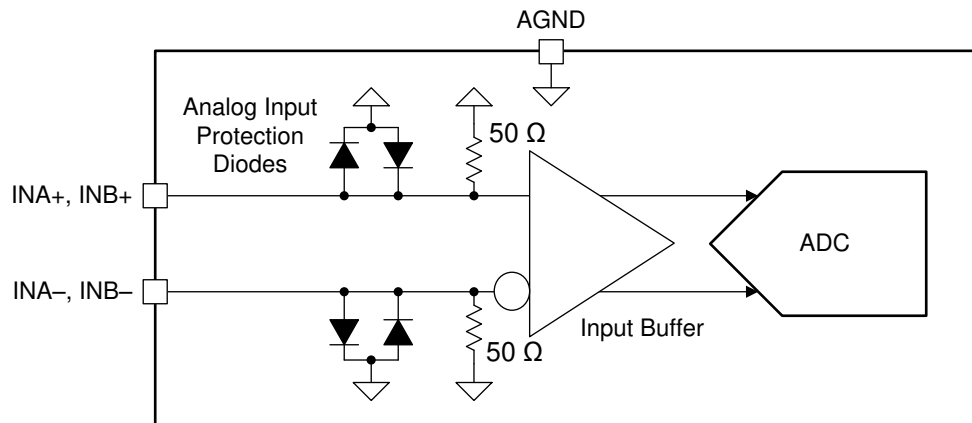 AGND
Analog Input
Protection
Diodes
50 Ω
INA+, INB+
ADC
INA–, INB–
Input Buffer
50 Ω